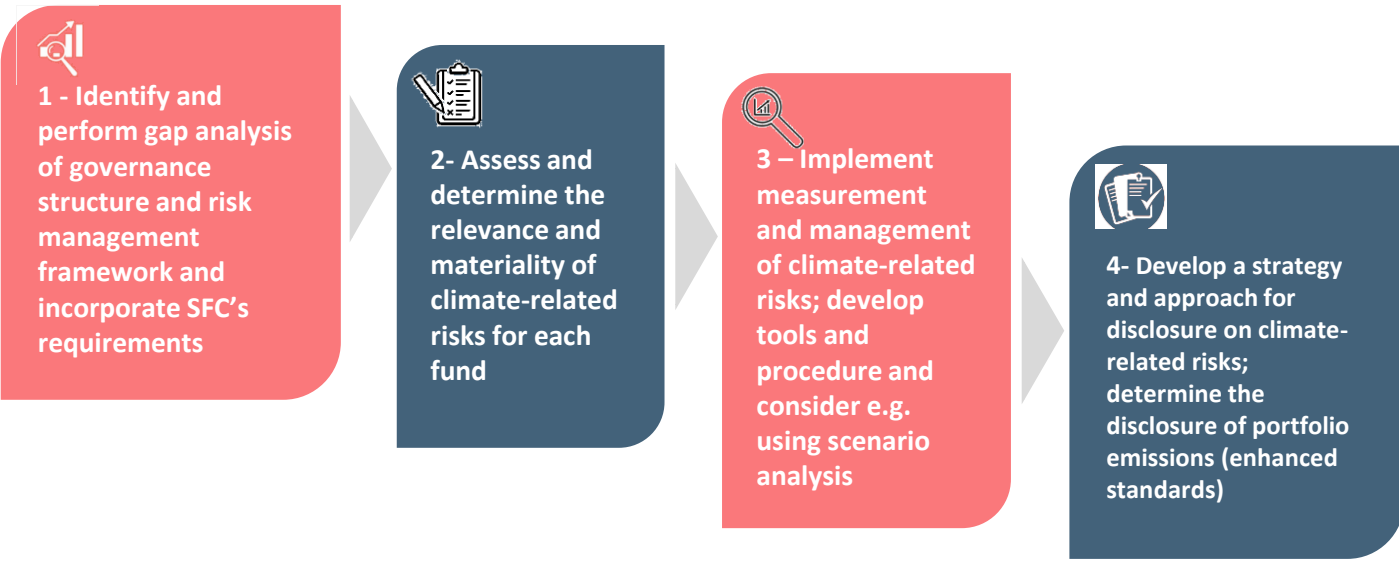 1 - Identify and
perform gap analysis
of governance
structure and risk
management
framework and
incorporate SFC's
requirements
2- Assess and
determine the
relevance and
materiality of
climate-related
risks for each
fund
3 – Implement
measurement
and management
of climate-related
risks; develop
tools and
procedure and
consider e.g.
using scenario
analysis
4- Develop a strategy
and approach for
disclosure on climate-
related risks;
determine the
disclosure of portfolio
emissions (enhanced
standards)